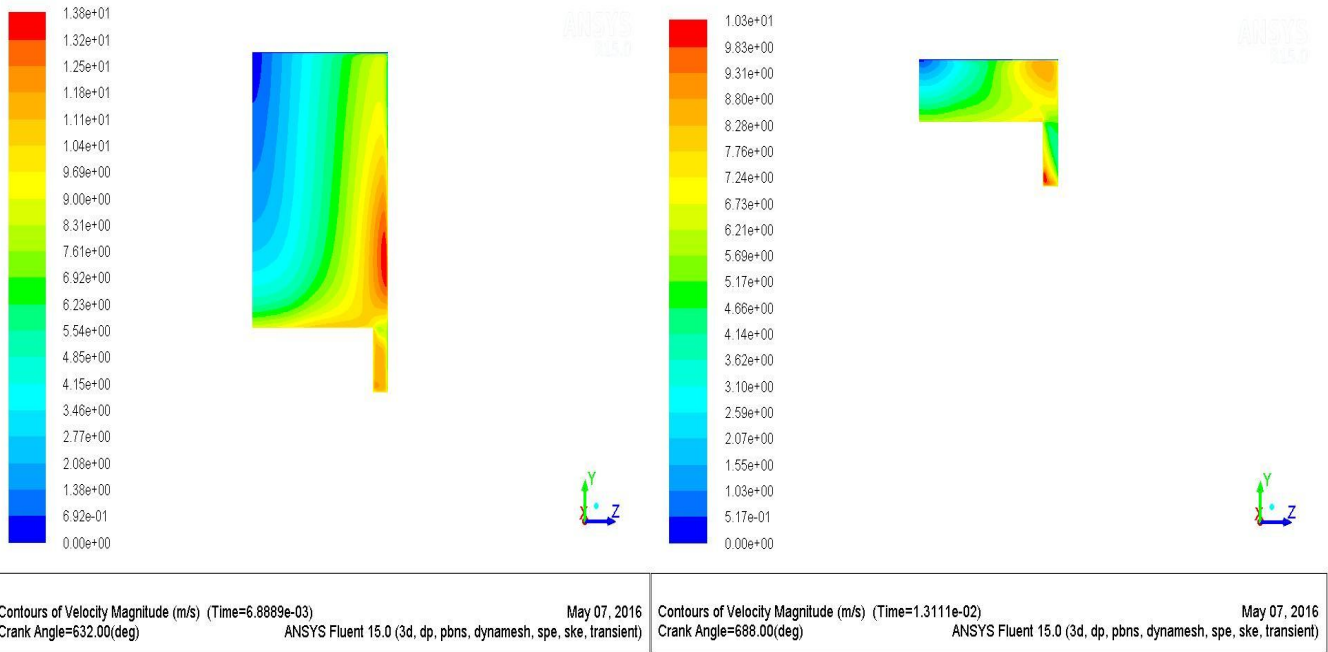 1.38e+01
1.32e+01
1.25e+01
1.18e+01
1.11e+01
1.04e+01
9.69e+00
9.00e+00
8.31e+00
7.61e+00
6.92e+00
6.23e+00
5.54e+00
4.85e+00
4.15e+00
3.46e+00
2.77e+00
2.08e+00
1.38e+00
6.92e-01
0.00e+00
ANSYS
R15.0
Y
X
Z
Contours of Velocity Magnitude (m/s) (Time=6.8889e-03)
May 07, 2016
Crank Angle=632.00(deg)
ANSYS Fluent 15.0 (3d, dp, pbns, dynamesh, spe, ske, transient)
1.03e+01
9.83e+00
9.31e+00
8.80e+00
8.28e+00
7.76e+00
7.24e+00
6.73e+00
6.21e+00
5.69e+00
5.17e+00
4.66e+00
4.14e+00
3.62e+00
3.10e+00
2.59e+00
2.07e+00
1.55e+00
1.03e+00
5.17e-01
0.00e+00
ANSYS
R15.0
Y
X
Z
Contours of Velocity Magnitude (m/s) (Time=1.3111e-02)
May 07, 2016
Crank Angle=688.00(deg)
ANSYS Fluent 15.0 (3d, dp, pbns, dynamesh, spe, ske, transient)